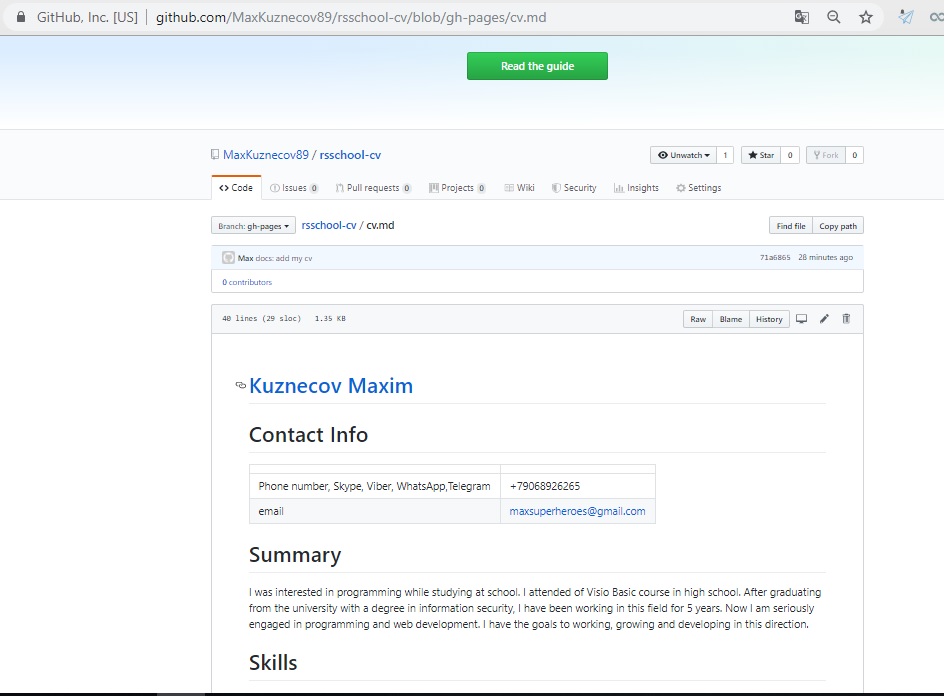 GitHub, Inc. [US] github.com/MaxKuznecov89/rsschool-cv/blob/gh-pages/cv.md
Read the guide
MaxKuznecov89 / rsschool-cv
Unwatch 1 Star 0 Fork 0
Code Issues 0 Pull requests 0 Projects 0 Wiki Security Insights Settings
Branch: gh-pages rsschool-cv / cv.md Find file Copy path
Max docs: add my cv 71a6865 28 minutes ago
0 contributors
40 lines (29 sloc) 1.35 KB Raw Blame History
Kuznecov Maxim
Contact Info
Phone number, Skype, Viber, WhatsApp,Telegram +79068926265
email maxsuperheroes@gmail.com
Summary
I was interested in programming while studying at school. I attended of Visio Basic course in high school. After graduating
from the university with a degree in information security, I have been working in this field for 5 years. Now I am seriously
engaged in programming and web development. I have the goals to working, growing and developing in this direction.
Skills